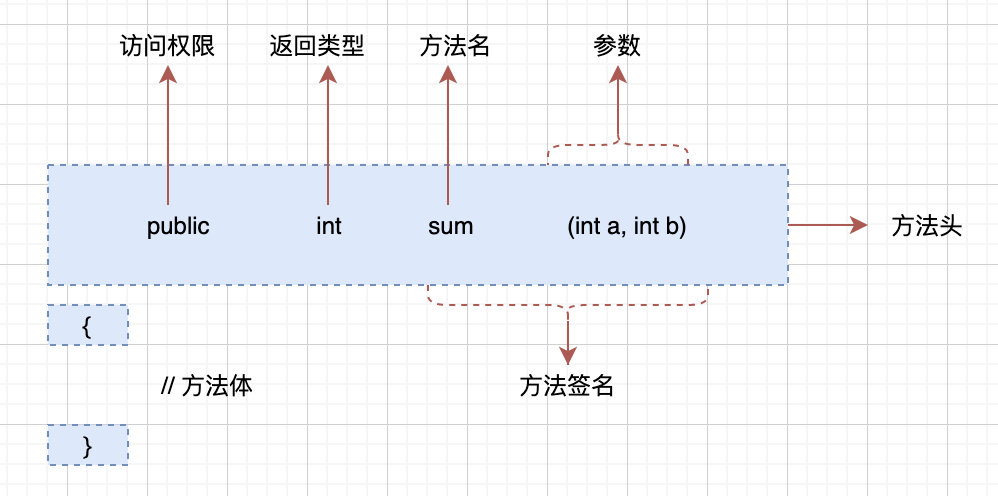 访问权限 返回类型 方法名 参数
public int sum (int a, int b) 方法头
{
// 方法体 方法签名
}